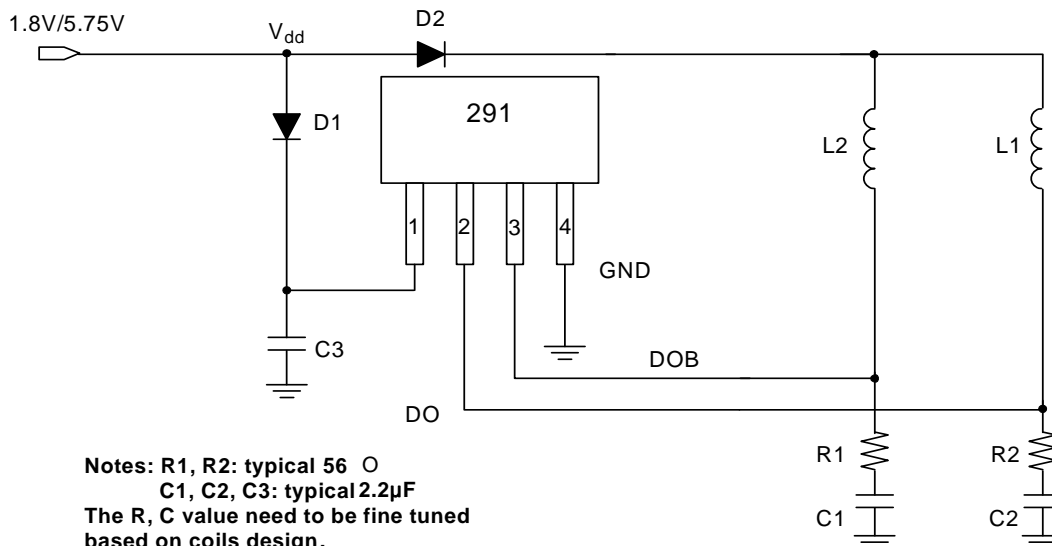 1.8V/5.75V
Vdd
D2
D1
291
L2
L1
1
2
3
4
GND
C3
DOB
DO
R1
R2
C1
C2
Notes: R1, R2: typical 56 O
C1, C2, C3: typical 2.2µF
The R, C value need to be fine tuned
based on coils design.